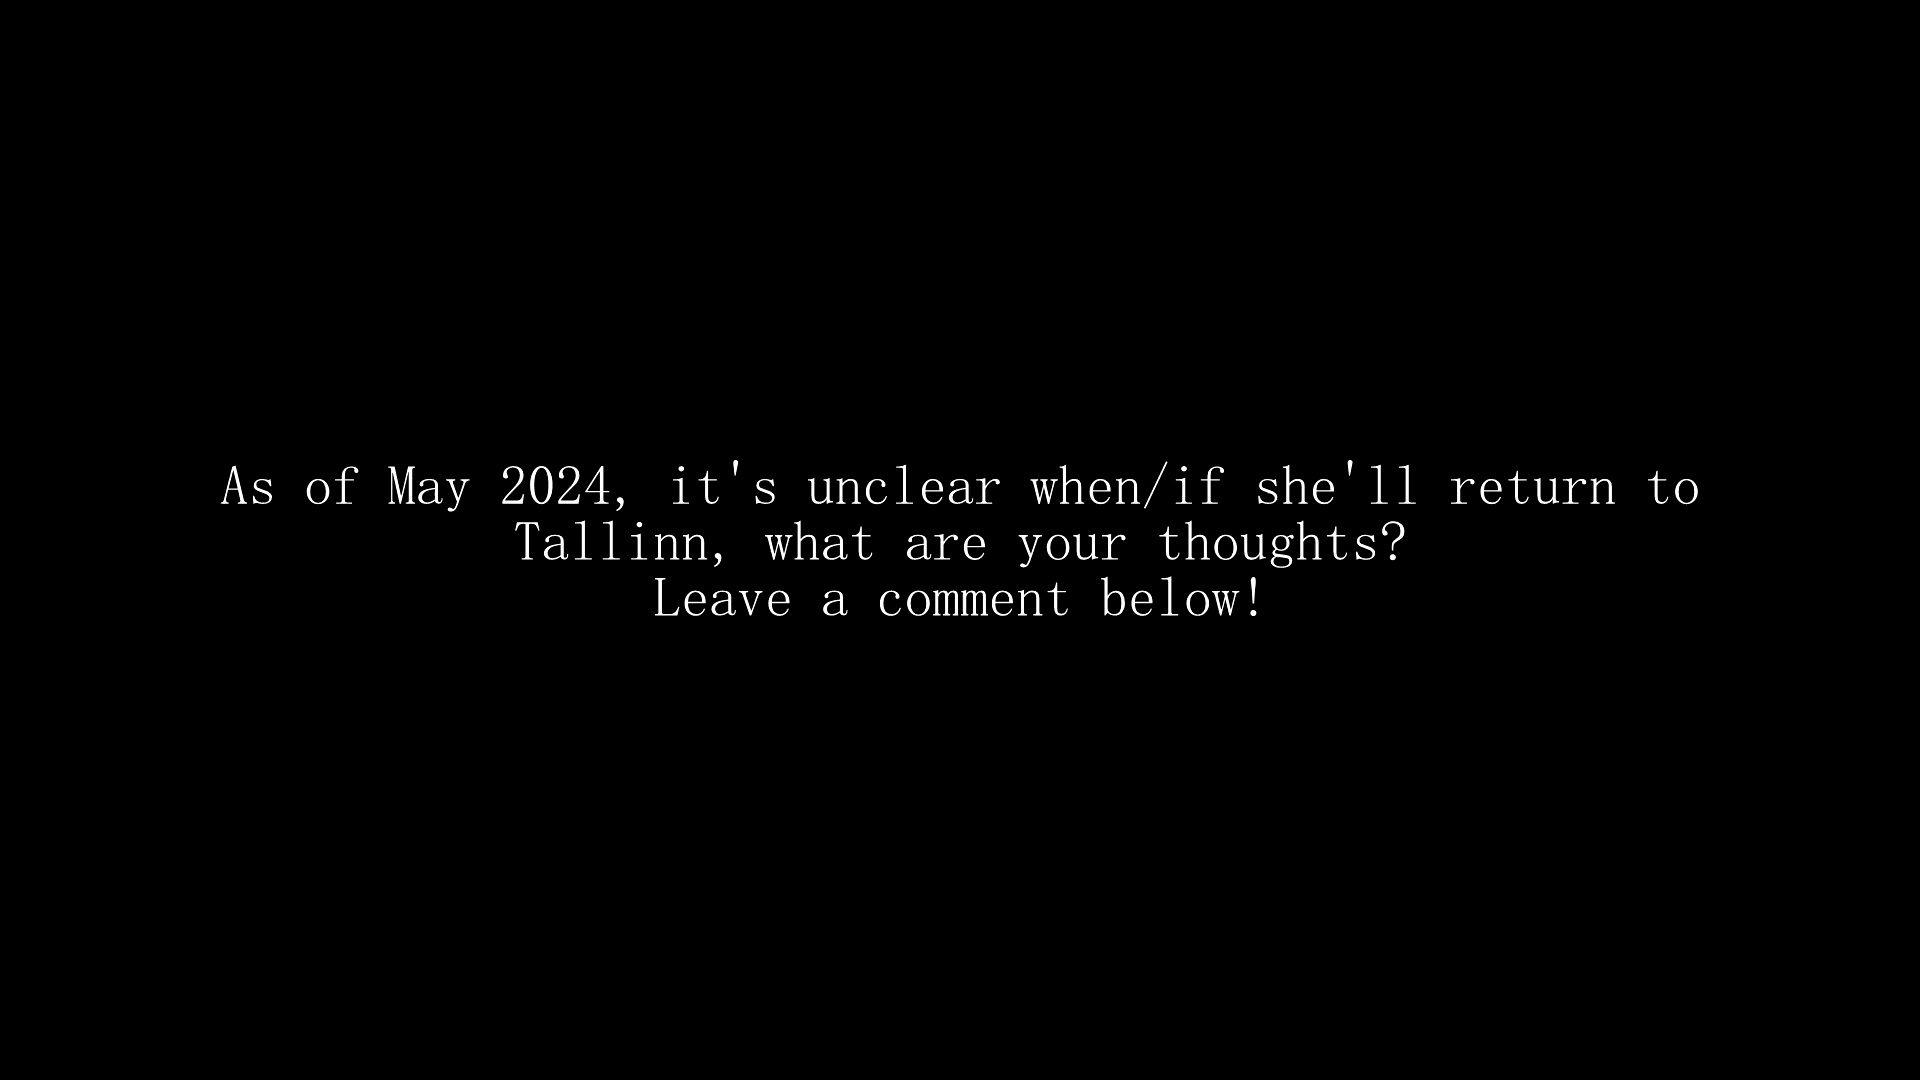 As of May 2024, it's unclear when/if she'll return to
Tallinn, what are your thoughts?
Leave a comment below!